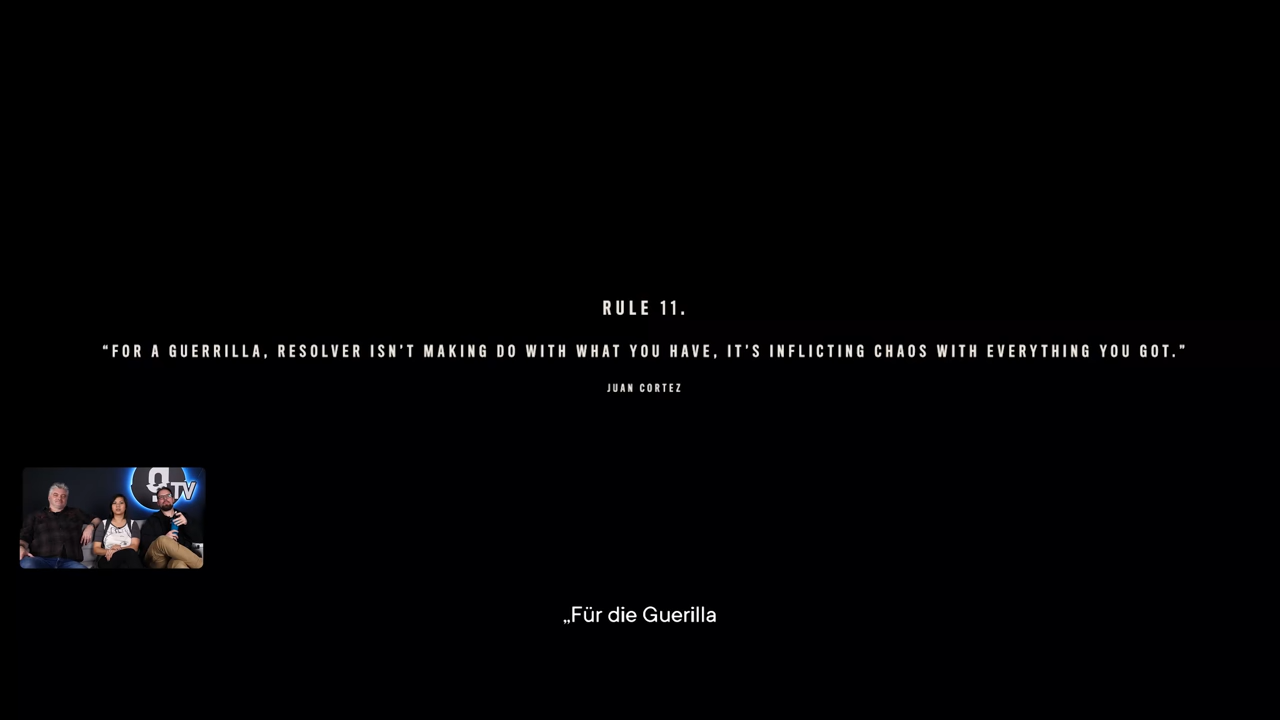 RULE 11.
“FOR A GUERRILLA, RESOLVER ISN’T MAKING DO WITH WHAT YOU HAVE, IT’S INFLICTING CHAOS WITH EVERYTHING YOU GOT.”
JUAN CORTEZ
g
TV
„Für die Guerilla